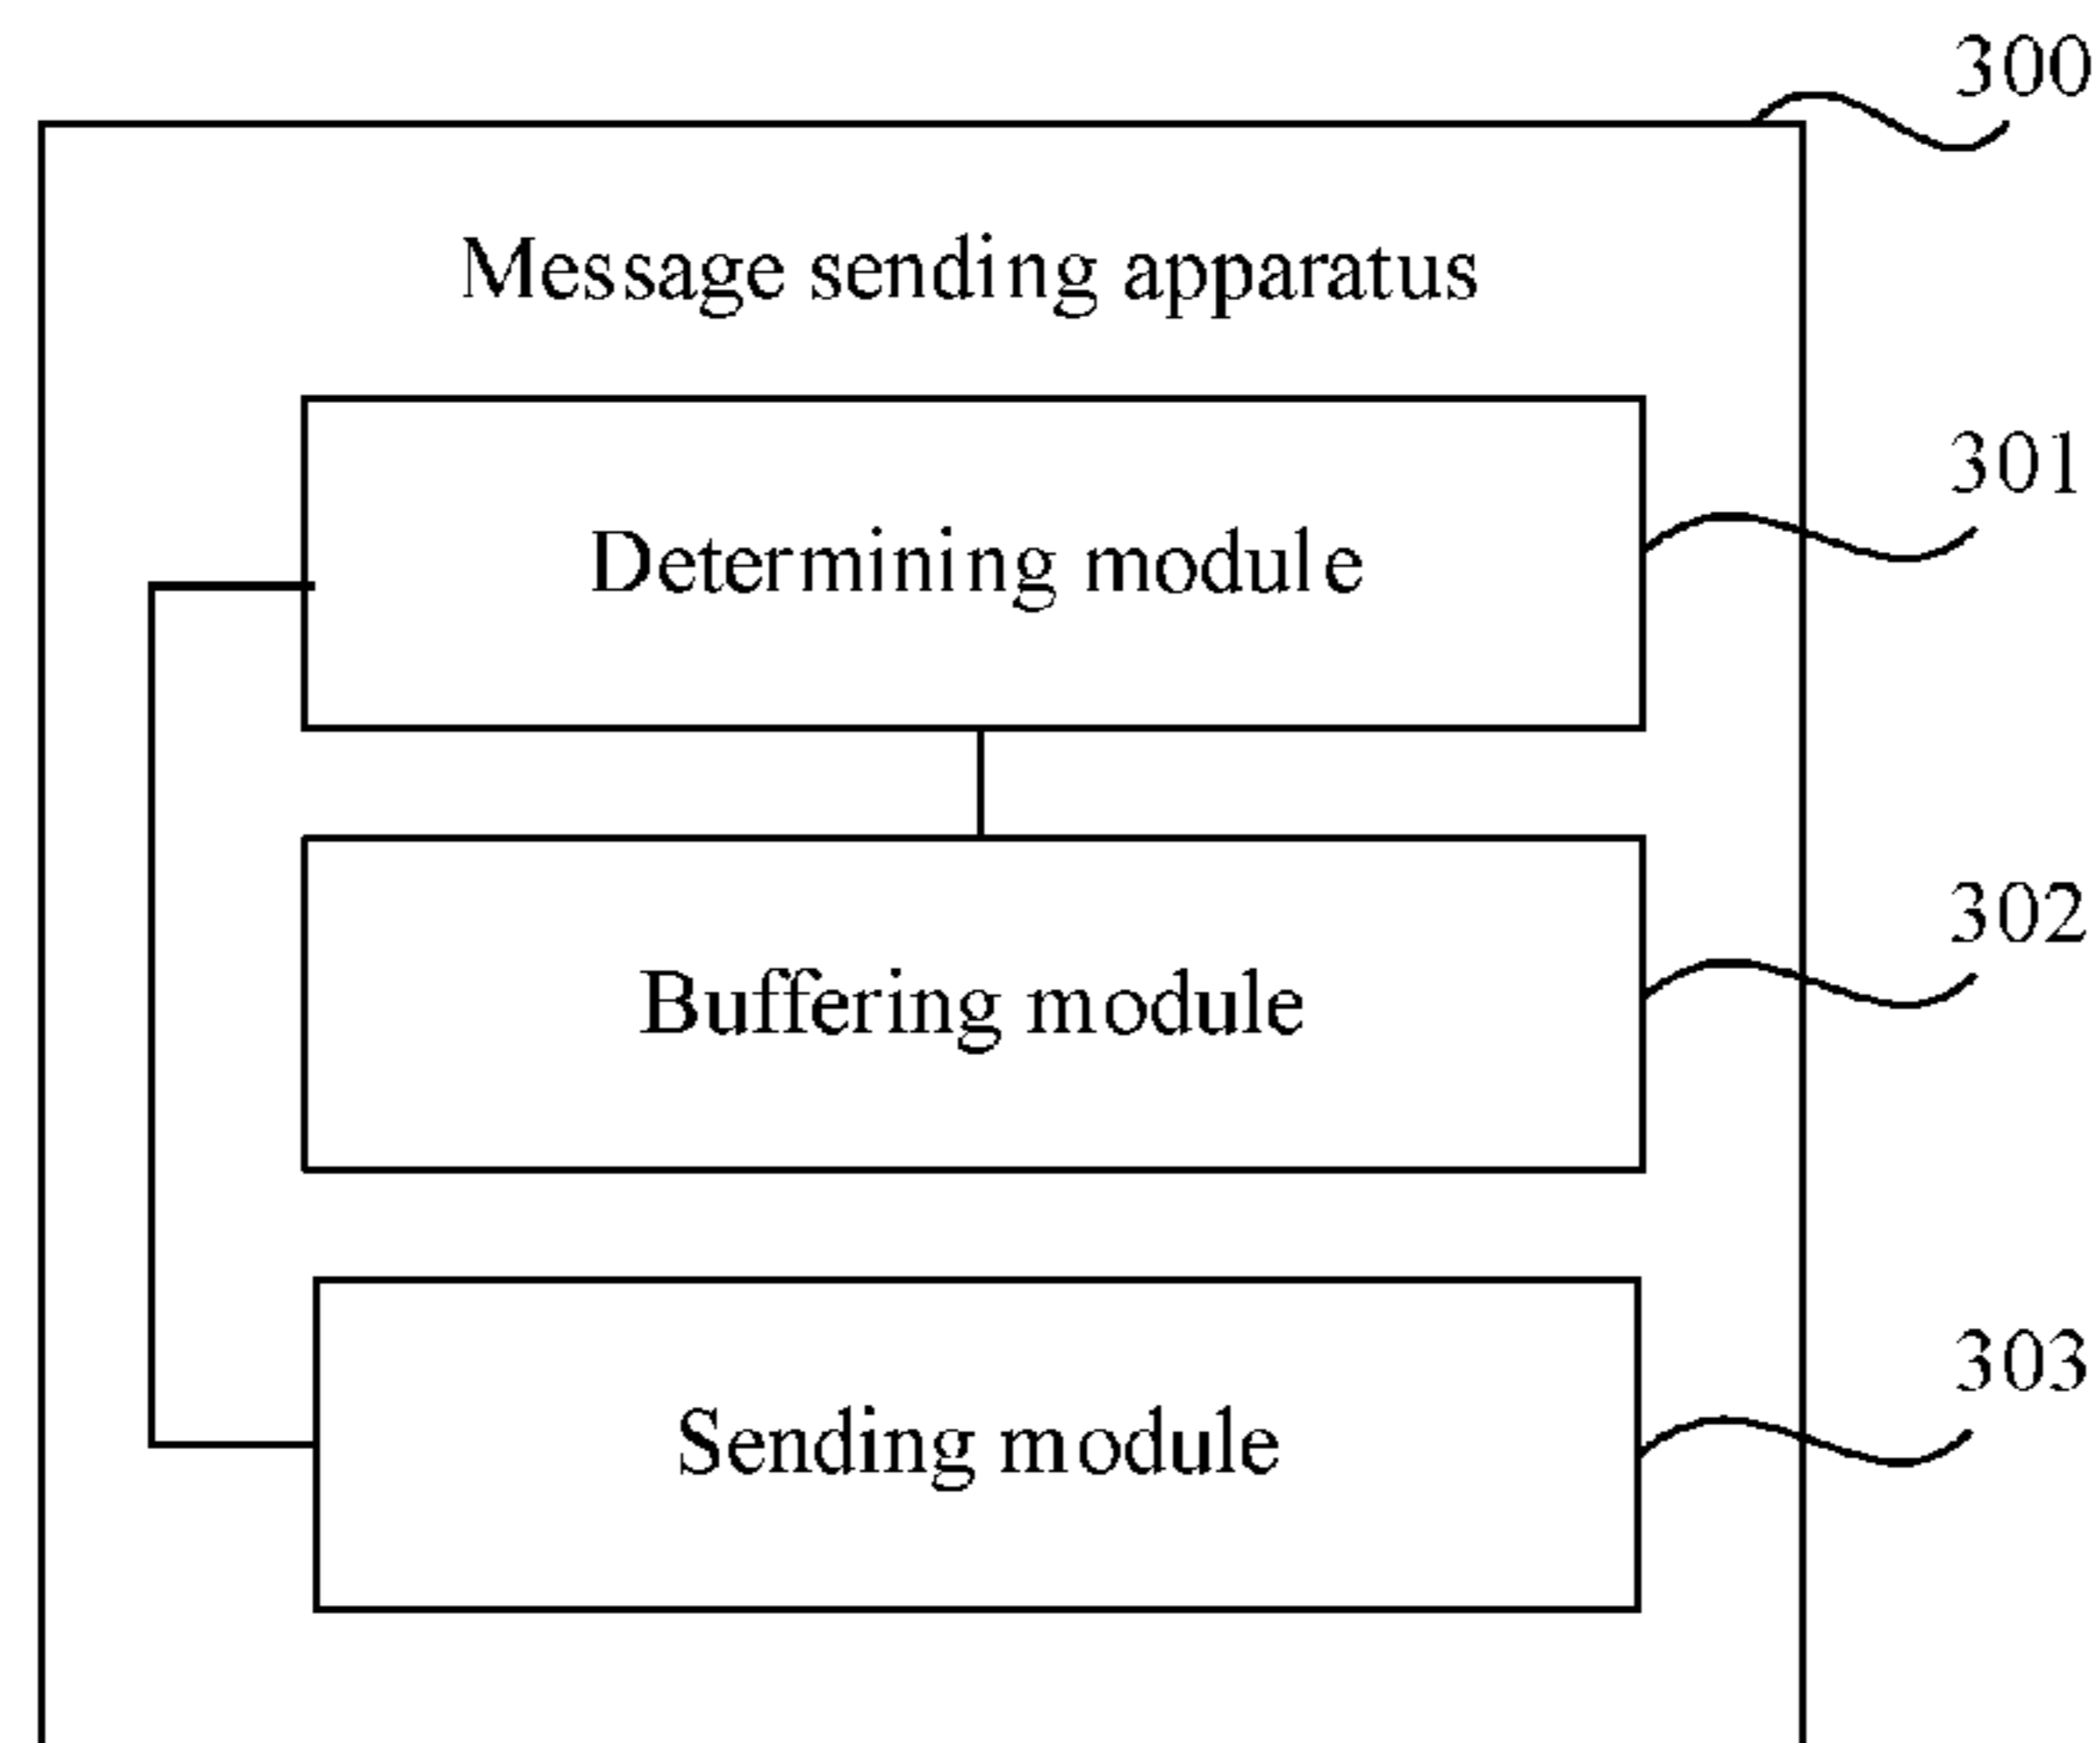 300
Message sending apparatus
301
Determining module
302
Buffering module
303
Sending module